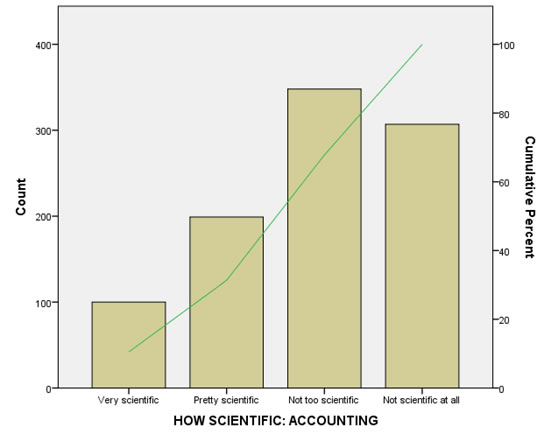 400
300
200
100
0
Count
100
80
60
40
20
0
Cumulative Percent
Very scientific
Pretty scientific
Not too scientific
Not scientific at all
HOW SCIENTIFIC: ACCOUNTING